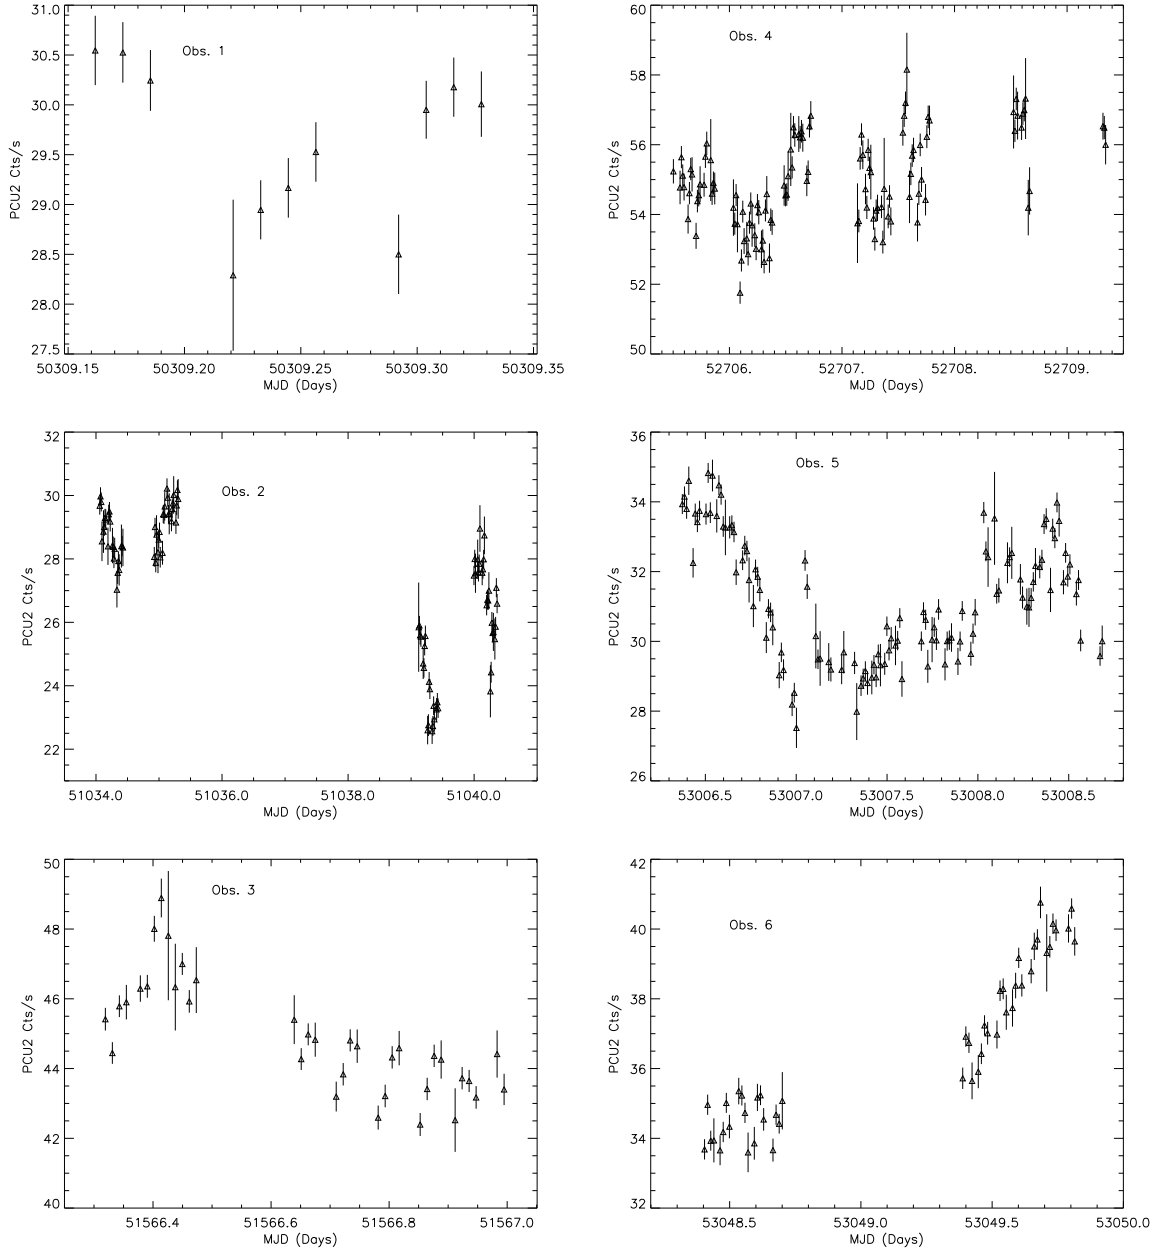 31.0
30.5
30.0
29.5
29.0
28.5
28.0
27.5
PCU2 Cts/s
Obs. 1
50309.15 50309.20 50309.25 50309.30 50309.35
MJD (Days)
60
58
56
54
52
50
PCU2 Cts/s
Obs. 4
52706. 52707. 52708. 52709.
MJD (Days)
32
30
28
26
24
22
PCU2 Cts/s
Obs. 2
51034.0 51036.0 51038.0 51040.0
MJD (Days)
36
34
32
30
28
26
PCU2 Cts/s
Obs. 5
53006.5 53007.0 53007.5 53008.0 53008.5
MJD (Days)
50
48
46
44
42
40
PCU2 Cts/s
Obs. 3
51566.4 51566.6 51566.8 51567.0
MJD (Days)
42
40
38
36
34
32
PCU2 Cts/s
Obs. 6
53048.5 53049.0 53049.5 53050.0
MJD (Days)